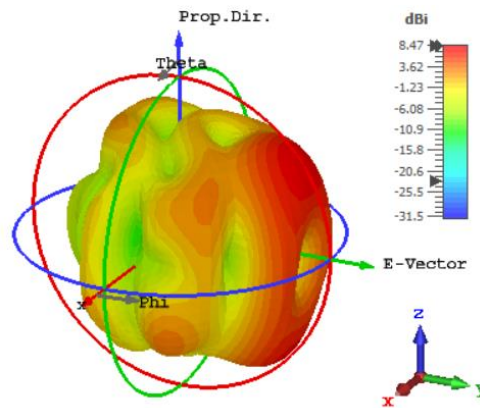 Prop.Dir.
dBi
Theta
8.47
3.62
-1.23
-6.08
-10.9
-15.8
-20.6
-25.5
-31.5
E-Vector
x
Phi
z
y
x